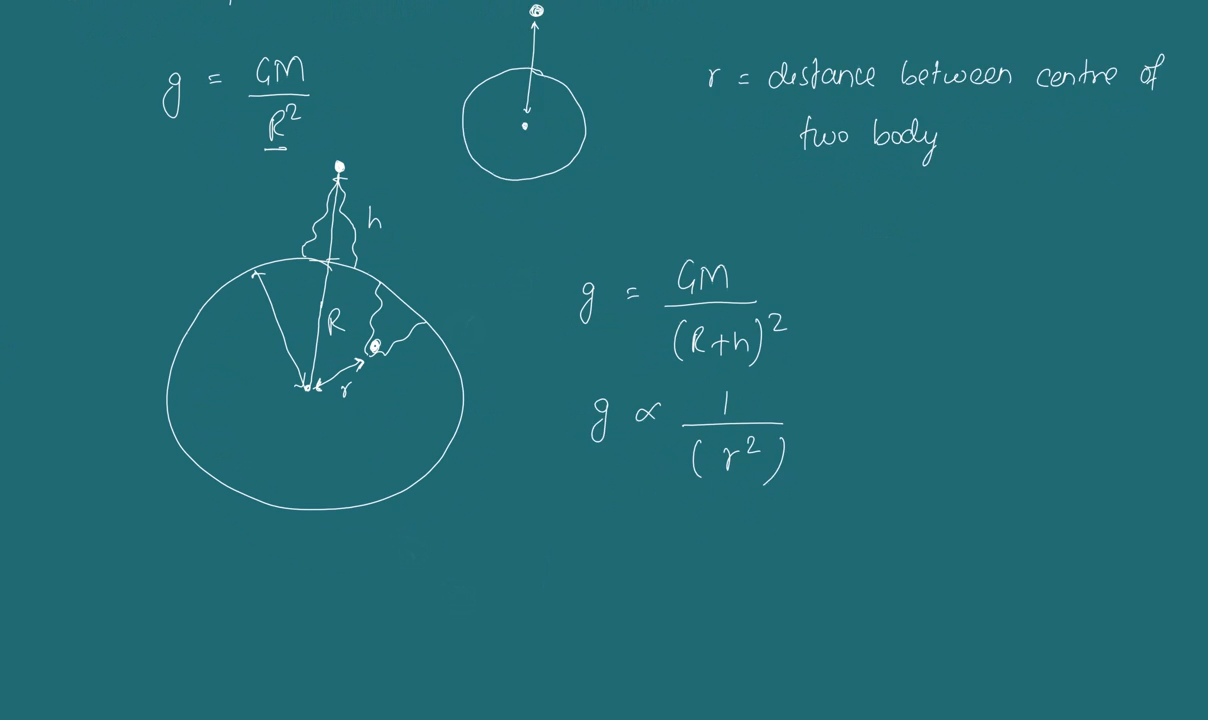 g = GM / R²
r = distance between centre of
two body
h
R
r
g = GM / (R+h)²
g ∝ 1 / (r²)